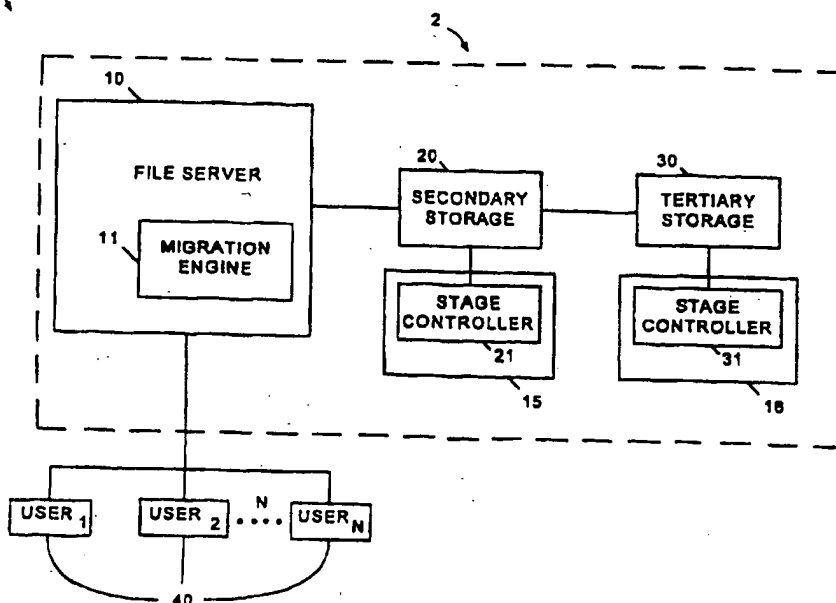 2
10
FILE SERVER
11
MIGRATION
ENGINE
20
SECONDARY
STORAGE
30
TERTIARY
STORAGE
STAGE
CONTROLLER
21
15
STAGE
CONTROLLER
31
16
USER 1
USER 2
N
USER N
40